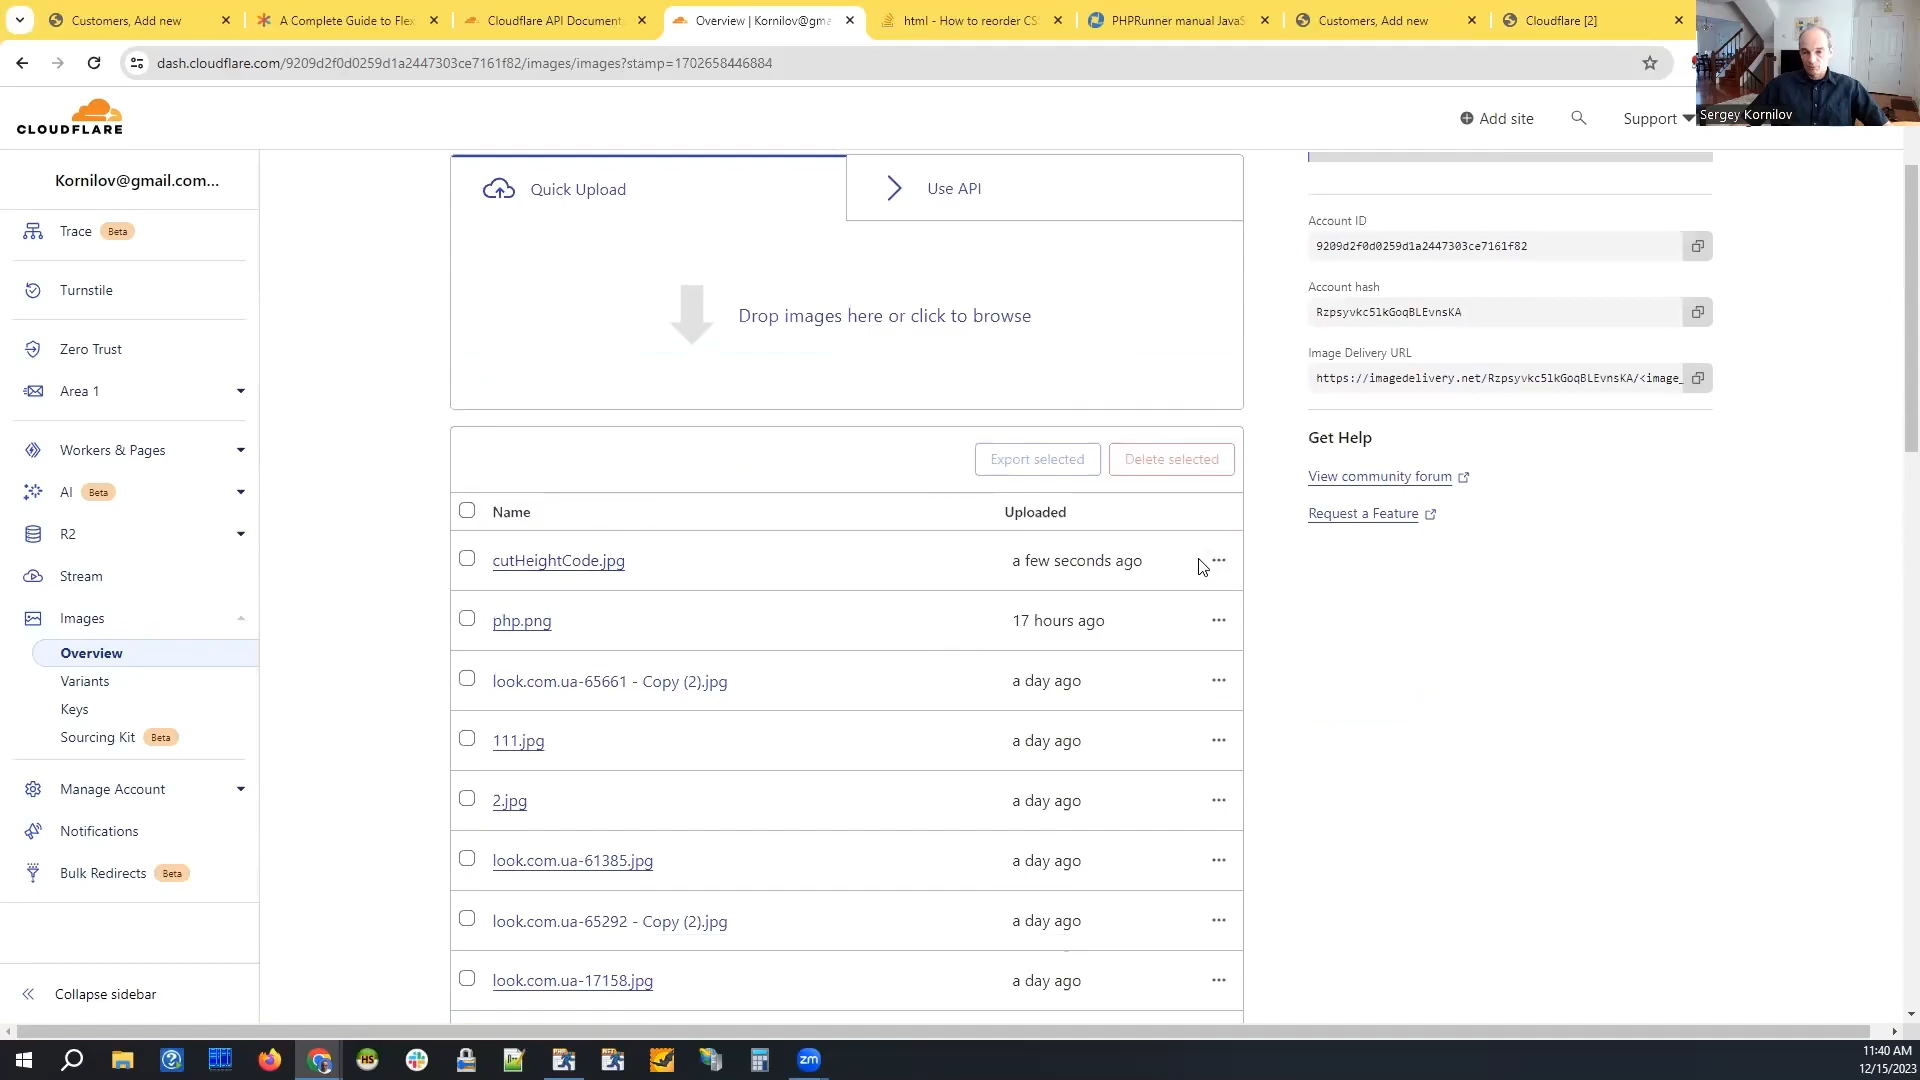 Customers, Add new
A Complete Guide to Flex
Cloudflare API Document
Overview | Kornilov@gma
html - How to reorder CS
PHPRunner manual JavaS
Customers, Add new
Cloudflare [2]
dash.cloudflare.com/9209d2f0d0259d1a2447303ce7161f82/images/images?stamp=1702658446884
Sergey Kornilov
CLOUDFLARE
Add site
Support
Kornilov@gmail.com...
Trace Beta
Turnstile
Zero Trust
Area 1
Workers & Pages
AI Beta
R2
Stream
Images
Overview
Variants
Keys
Sourcing Kit Beta
Manage Account
Notifications
Bulk Redirects Beta
Collapse sidebar
Quick Upload
Use API
Drop images here or click to browse
Export selected
Delete selected
Name Uploaded
cutHeightCode.jpg a few seconds ago
php.png 17 hours ago
look.com.ua-65661 - Copy (2).jpg a day ago
111.jpg a day ago
2.jpg a day ago
look.com.ua-61385.jpg a day ago
look.com.ua-65292 - Copy (2).jpg a day ago
look.com.ua-17158.jpg a day ago
Account ID
9209d2f0d0259d1a2447303ce7161f82
Account hash
Rzpsyvkc5lkGoqBLEvnsKA
Image Delivery URL
https://imagedelivery.net/Rzpsyvkc5lkGoqBLEvnsKA/<image_
Get Help
View community forum
Request a Feature
HS
zm
11:40 AM
12/15/2023